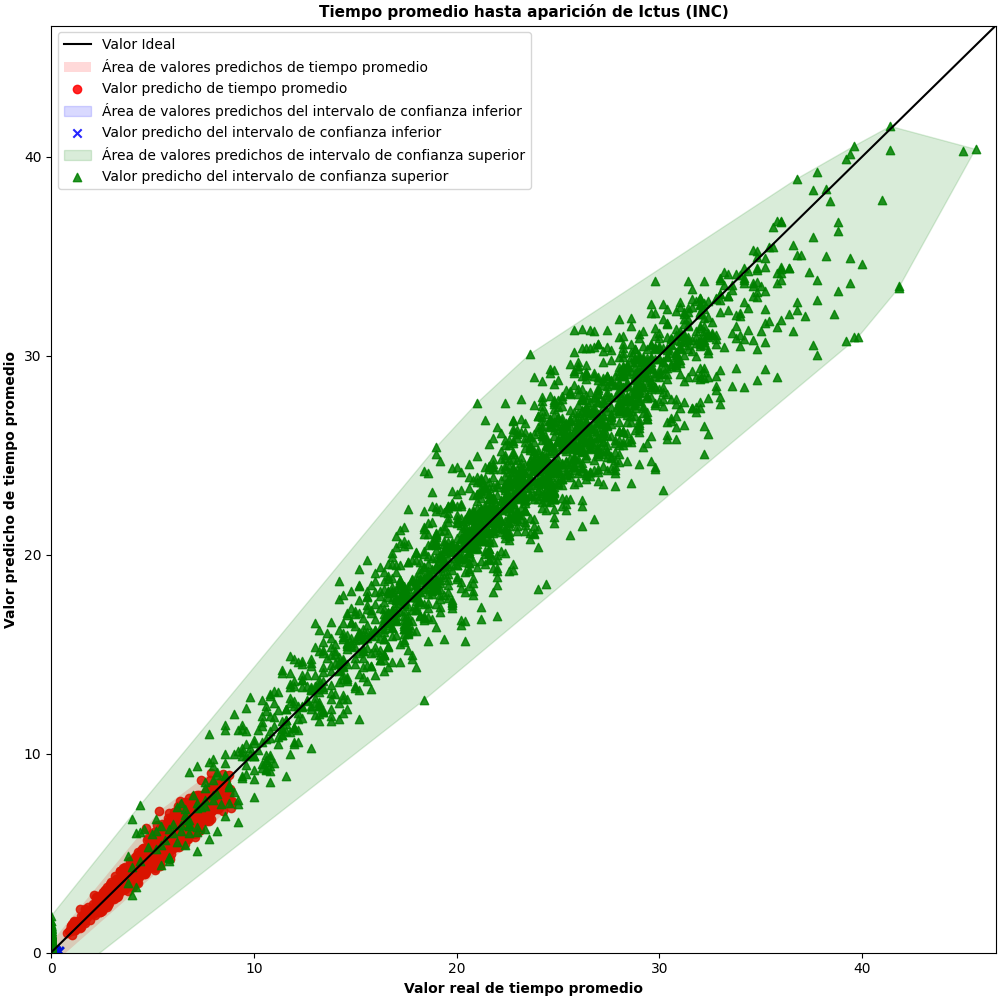 Tiempo promedio hasta aparición de Ictus (INC)
Valor Ideal
Área de valores predichos de tiempo promedio
Valor predicho de tiempo promedio
Área de valores predichos del intervalo de confianza inferior
Valor predicho del intervalo de confianza inferior
Área de valores predichos de intervalo de confianza superior
Valor predicho del intervalo de confianza superior
Valor predicho de tiempo promedio
40
30
20
10
0
0 10 20 30 40
Valor real de tiempo promedio